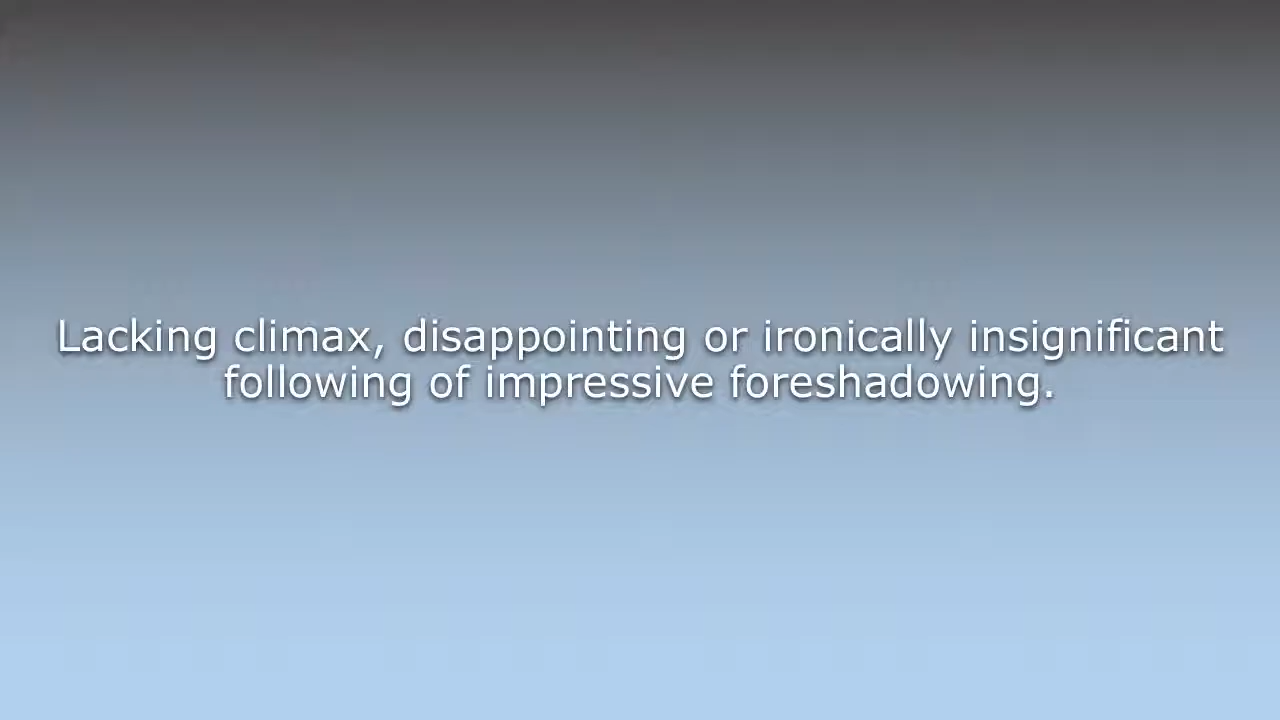 Lacking climax, disappointing or ironically insignificant
following of impressive foreshadowing.